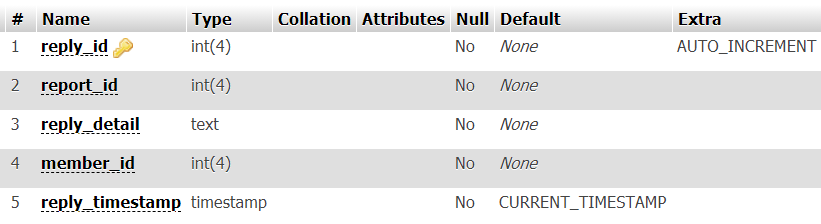 # Name Type Collation Attributes Null Default Extra
1 reply_id int(4) No None AUTO_INCREMENT
2 report_id int(4) No None
3 reply_detail text No None
4 member_id int(4) No None
5 reply_timestamp timestamp No CURRENT_TIMESTAMP